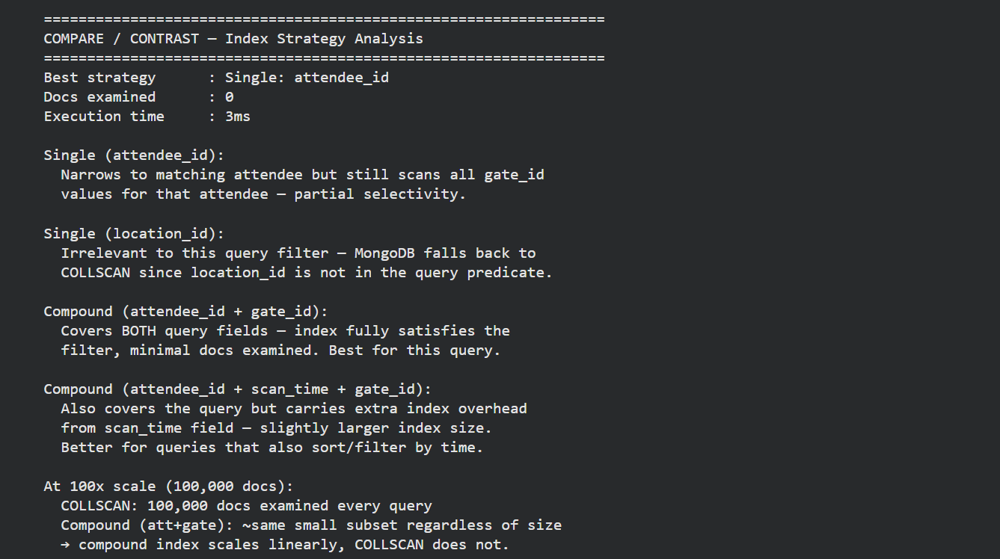 =================================================================
COMPARE / CONTRAST — Index Strategy Analysis
=================================================================
Best strategy      : Single: attendee_id
Docs examined      : 0
Execution time     : 3ms

Single (attendee_id):
  Narrows to matching attendee but still scans all gate_id
  values for that attendee — partial selectivity.

Single (location_id):
  Irrelevant to this query filter — MongoDB falls back to
  COLLSCAN since location_id is not in the query predicate.

Compound (attendee_id + gate_id):
  Covers BOTH query fields — index fully satisfies the
  filter, minimal docs examined. Best for this query.

Compound (attendee_id + scan_time + gate_id):
  Also covers the query but carries extra index overhead
  from scan_time field — slightly larger index size.
  Better for queries that also sort/filter by time.

At 100x scale (100,000 docs):
  COLLSCAN: 100,000 docs examined every query
  Compound (att+gate): ~same small subset regardless of size
  → compound index scales linearly, COLLSCAN does not.